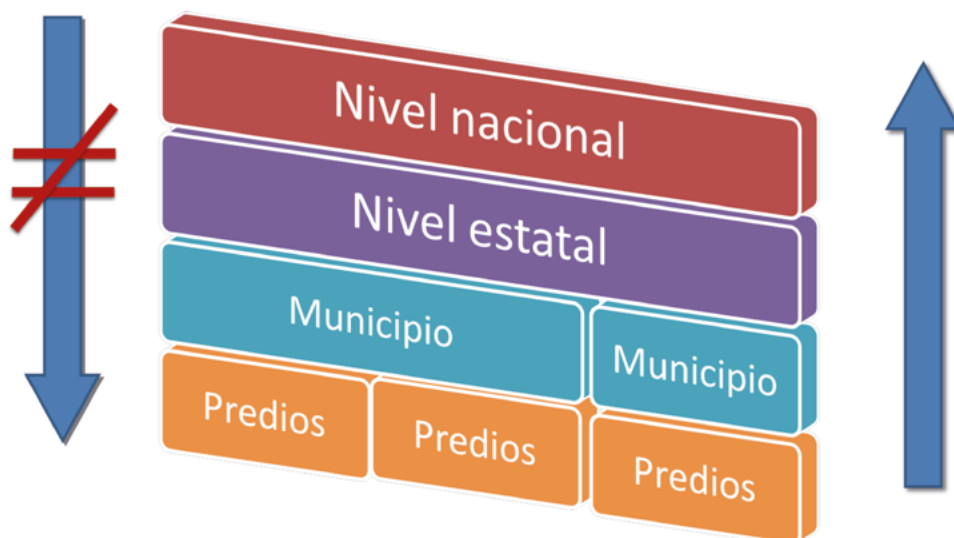 Nivel nacional
Nivel estatal
Municipio
Municipio
Predios
Predios
Predios